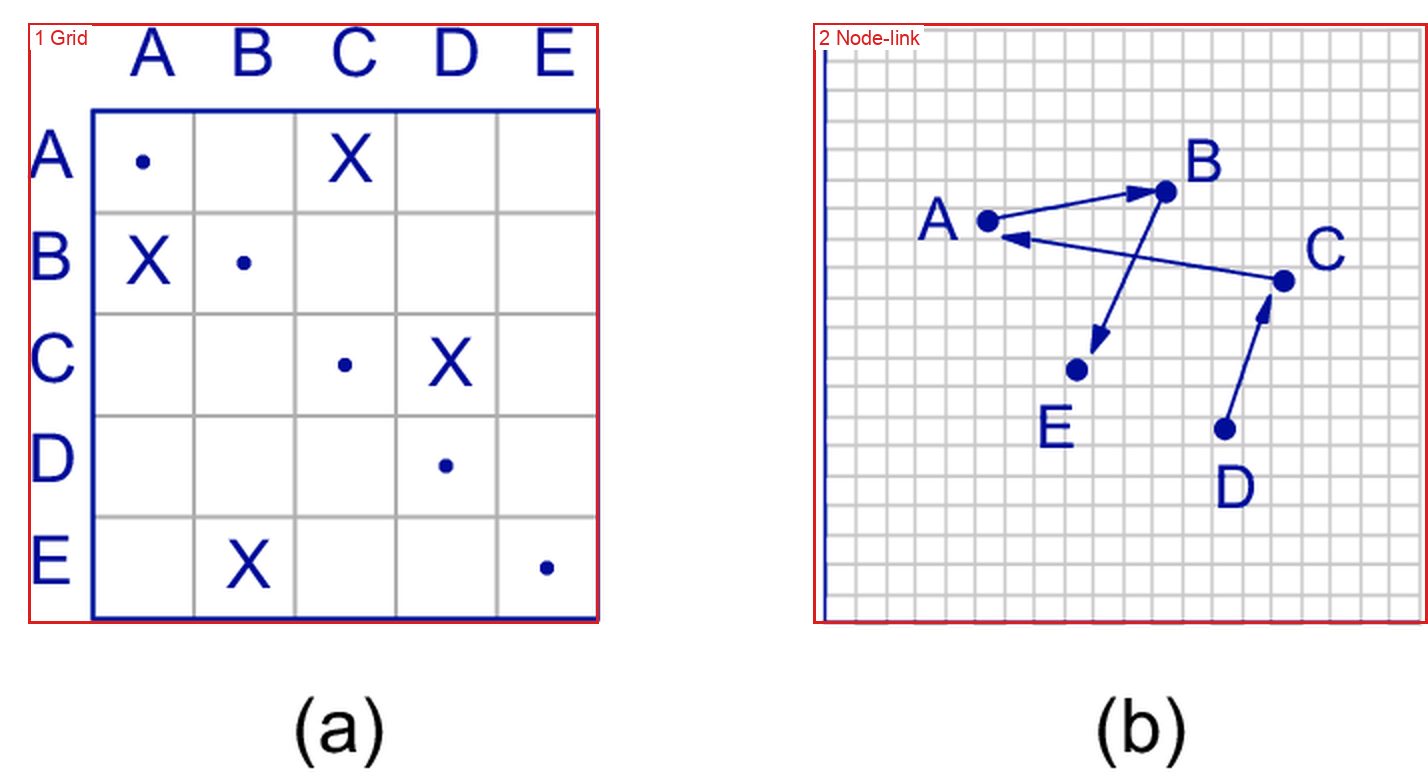 1 Grid
A B C D E
A X
B X
C X
D
E X
(a)
2 Node-link
B
A
C
E
D
(b)